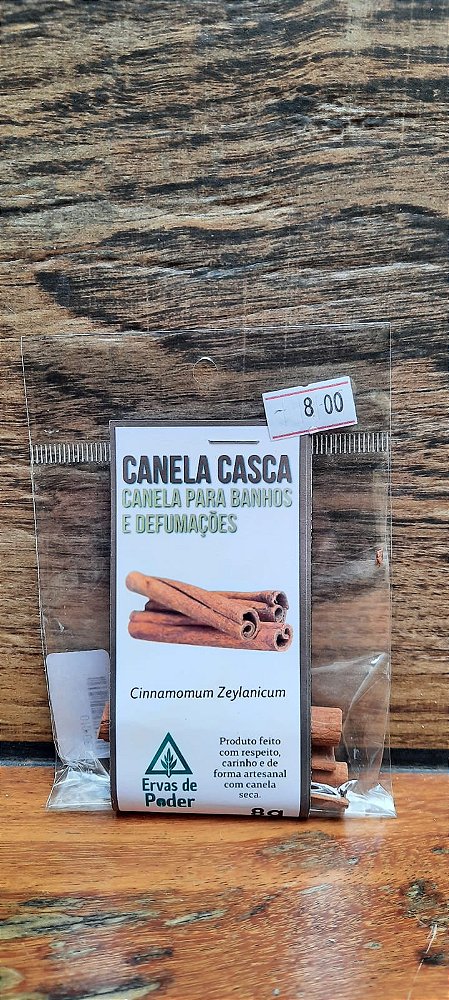 8 00
CANELA CASCA
CANELA PARA BANHOS
E DEFUMAÇÕES
Cinnamomum Zeylanicum
Produto feito
com respeito,
carinho e de
forma artesanal
com canela
seca.
Ervas de
Poder
8g